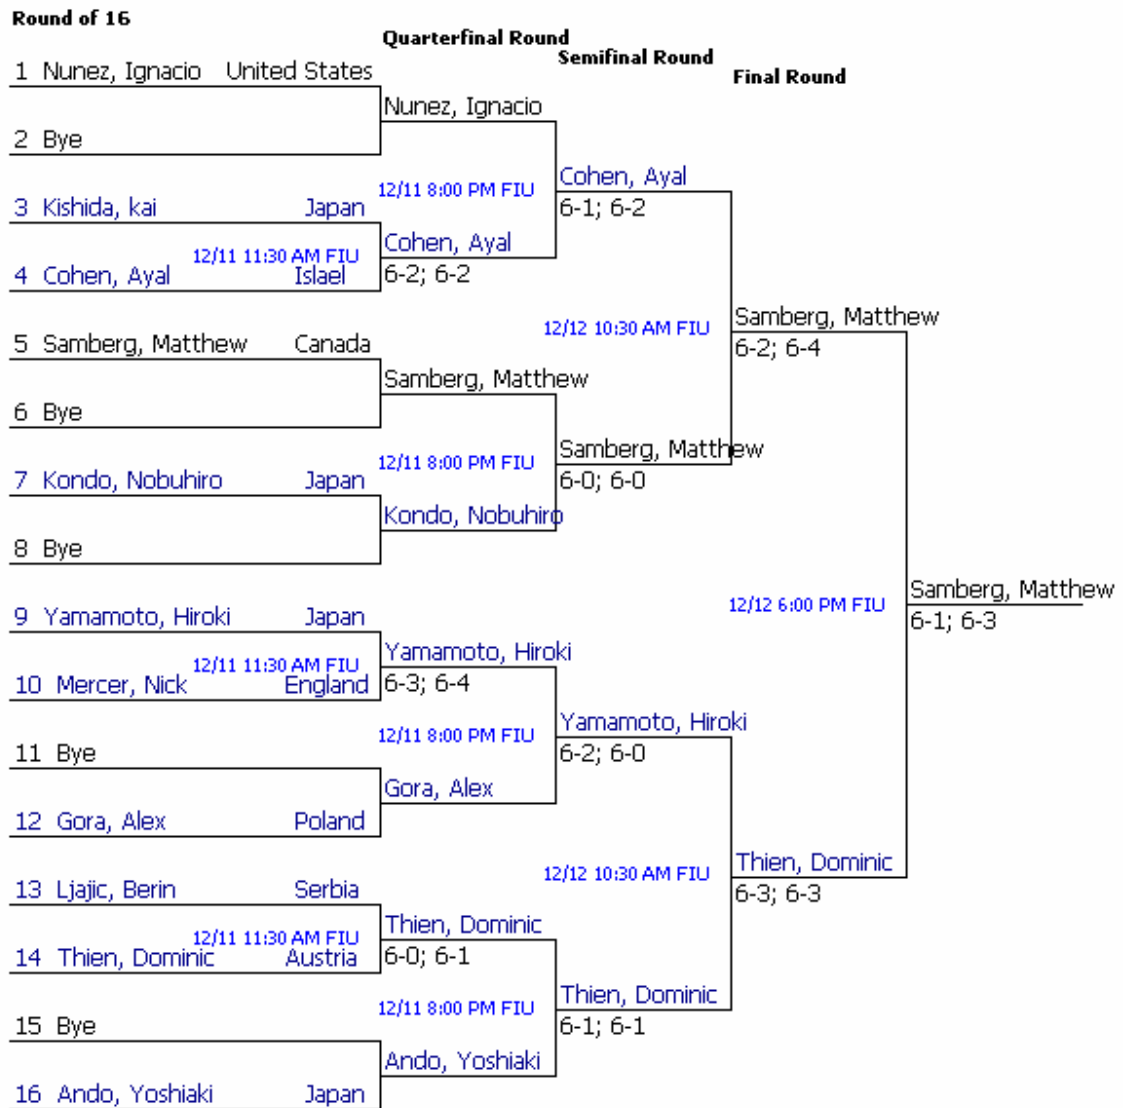 Round of 16
Quarterfinal Round
Semifinal Round
Final Round
1 Nunez, Ignacio United States
Nunez, Ignacio
2 Bye
Cohen, Ayal
12/11 8:00 PM FIU
3 Kishida, kai Japan
6-1; 6-2
Cohen, Ayal
12/11 11:30 AM FIU
4 Cohen, Ayal Islael
6-2; 6-2
Samberg, Matthew
12/12 10:30 AM FIU
5 Samberg, Matthew Canada
6-2; 6-4
Samberg, Matthew
6 Bye
Samberg, Matthew
12/11 8:00 PM FIU
7 Kondo, Nobuhiro Japan
6-0; 6-0
Kondo, Nobuhiro
8 Bye
Samberg, Matthew
12/12 6:00 PM FIU
9 Yamamoto, Hiroki Japan
6-1; 6-3
Yamamoto, Hiroki
12/11 11:30 AM FIU
10 Mercer, Nick England
6-3; 6-4
Yamamoto, Hiroki
12/11 8:00 PM FIU
11 Bye
6-2; 6-0
Gora, Alex
12 Gora, Alex Poland
Thien, Dominic
12/12 10:30 AM FIU
13 Ljajic, Berin Serbia
6-3; 6-3
Thien, Dominic
12/11 11:30 AM FIU
14 Thien, Dominic Austria
6-0; 6-1
Thien, Dominic
12/11 8:00 PM FIU
15 Bye
6-1; 6-1
Ando, Yoshiaki
16 Ando, Yoshiaki Japan